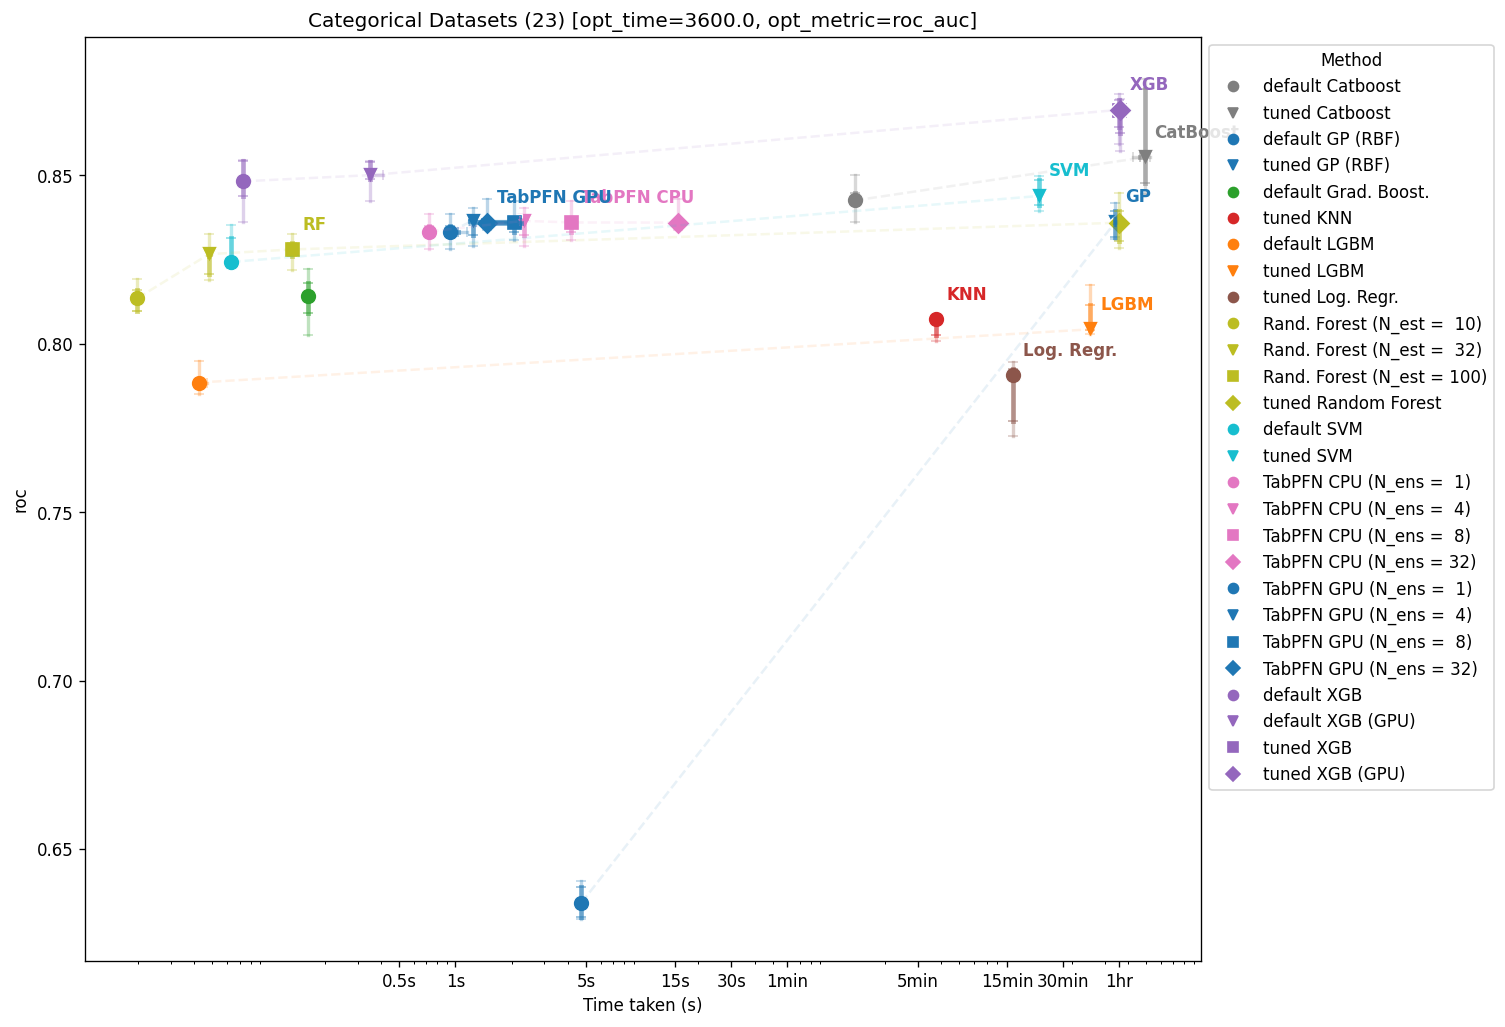 Categorical Datasets (23) [opt_time=3600.0, opt_metric=roc_auc]
roc
0.85
0.80
0.75
0.70
0.65
XGB
CatBoost
SVM
TabPFN GPU
TabPFN CPU
GP
RF
KNN
LGBM
Log. Regr.
0.5s
1s
5s
15s
30s
1min
5min
15min
30min
1hr
Time taken (s)
Method
default Catboost
tuned Catboost
default GP (RBF)
tuned GP (RBF)
default Grad. Boost.
tuned KNN
default LGBM
tuned LGBM
tuned Log. Regr.
Rand. Forest (N_est =  10)
Rand. Forest (N_est =  32)
Rand. Forest (N_est = 100)
tuned Random Forest
default SVM
tuned SVM
TabPFN CPU (N_ens =  1)
TabPFN CPU (N_ens =  4)
TabPFN CPU (N_ens =  8)
TabPFN CPU (N_ens = 32)
TabPFN GPU (N_ens =  1)
TabPFN GPU (N_ens =  4)
TabPFN GPU (N_ens =  8)
TabPFN GPU (N_ens = 32)
default XGB
default XGB (GPU)
tuned XGB
tuned XGB (GPU)